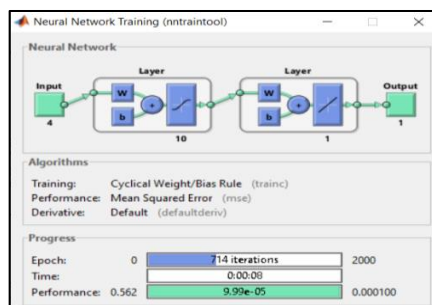 Neural Network Training (nntraintool)
Neural Network
Layer Layer
Input Output
W W
+ +
b b
4 1
10 1
Algorithms
Training: Cyclical Weight/Bias Rule (trainc)
Performance: Mean Squared Error (mse)
Derivative: Default (defaultderiv)
Progress
Epoch: 0 714 iterations 2000
Time: 0:00:08
Performance: 0.562 9.99e-05 0.000100